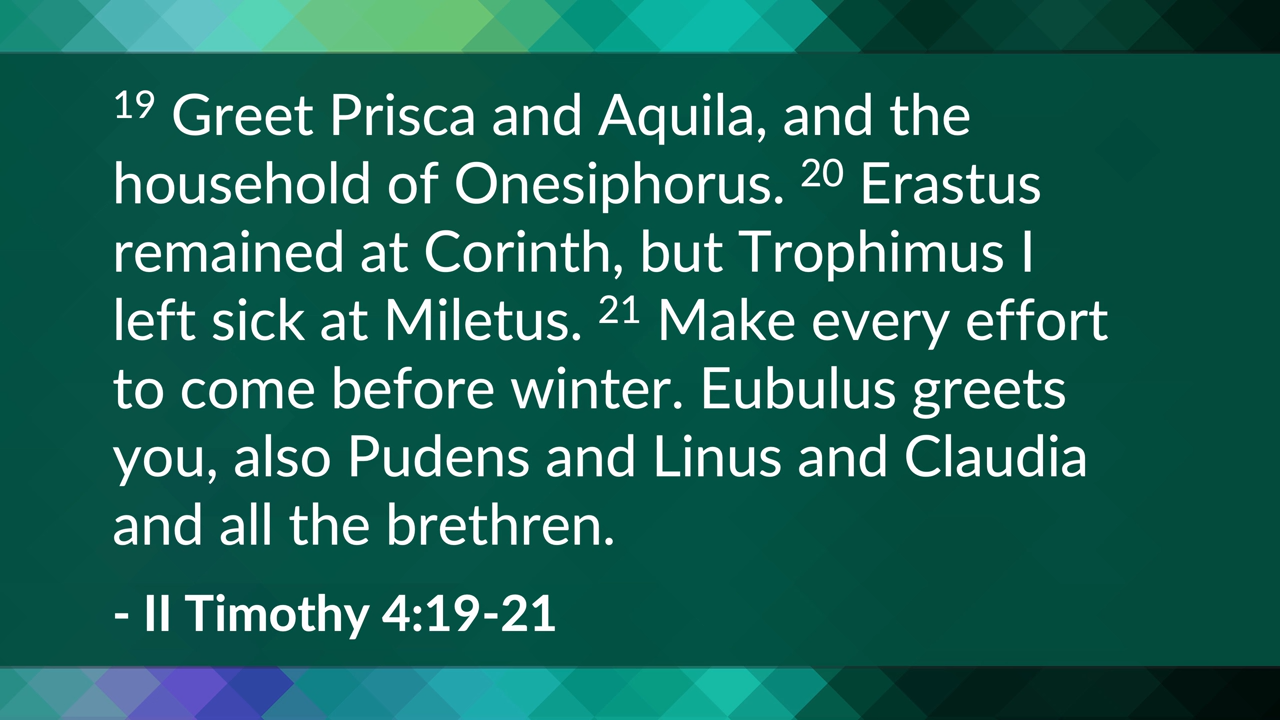 19 Greet Prisca and Aquila, and the
household of Onesiphorus. 20 Erastus
remained at Corinth, but Trophimus I
left sick at Miletus. 21 Make every effort
to come before winter. Eubulus greets
you, also Pudens and Linus and Claudia
and all the brethren.
- II Timothy 4:19-21